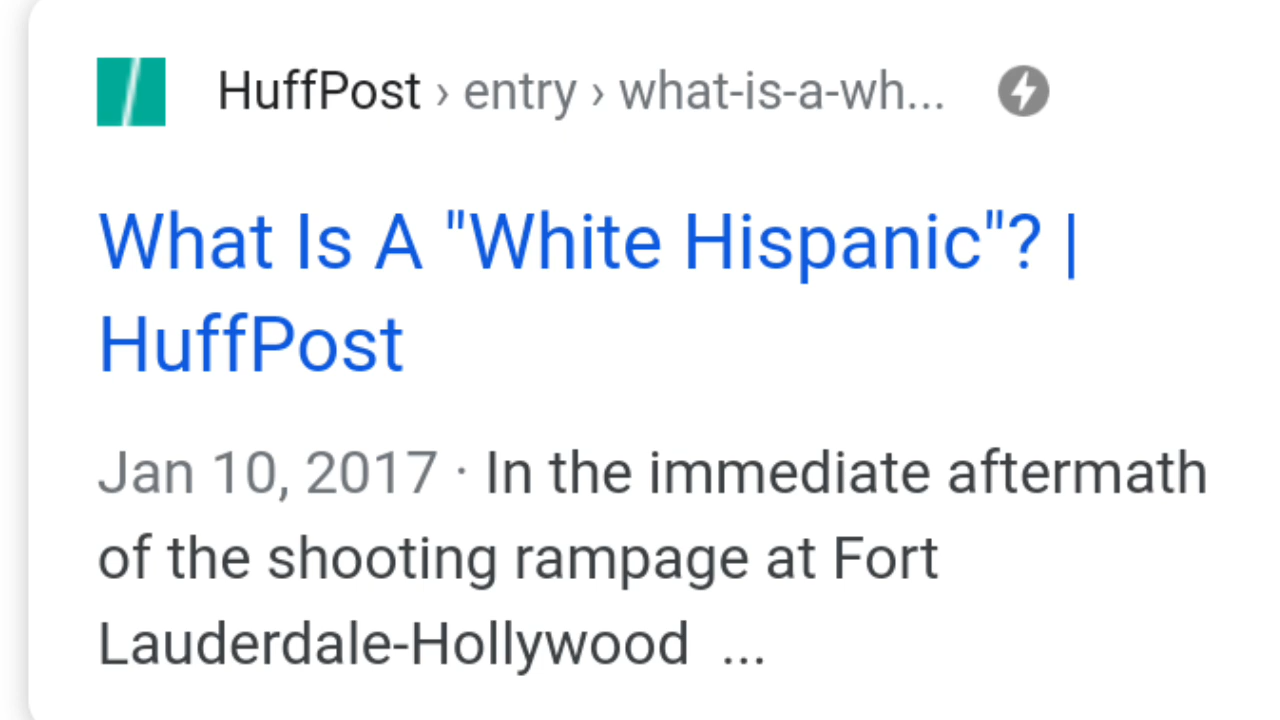 HuffPost › entry › what-is-a-wh...
What Is A "White Hispanic"? |
HuffPost
Jan 10, 2017 · In the immediate aftermath
of the shooting rampage at Fort
Lauderdale-Hollywood ...